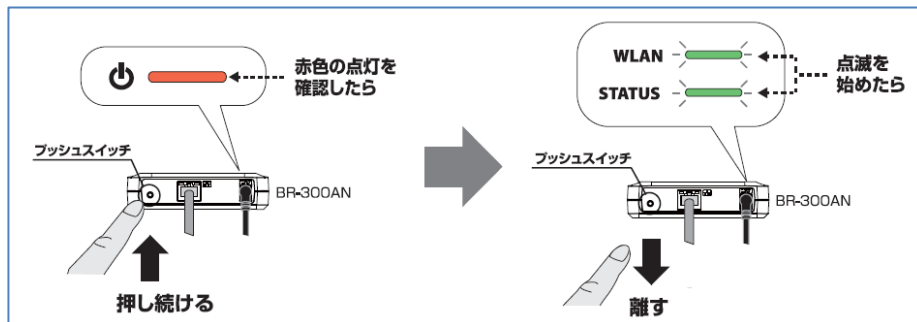 赤色の点灯を
確認したら
プッシュスイッチ
BR-300AN
押し続ける
WLAN
STATUS
点滅を
始めたら
プッシュスイッチ
BR-300AN
離す